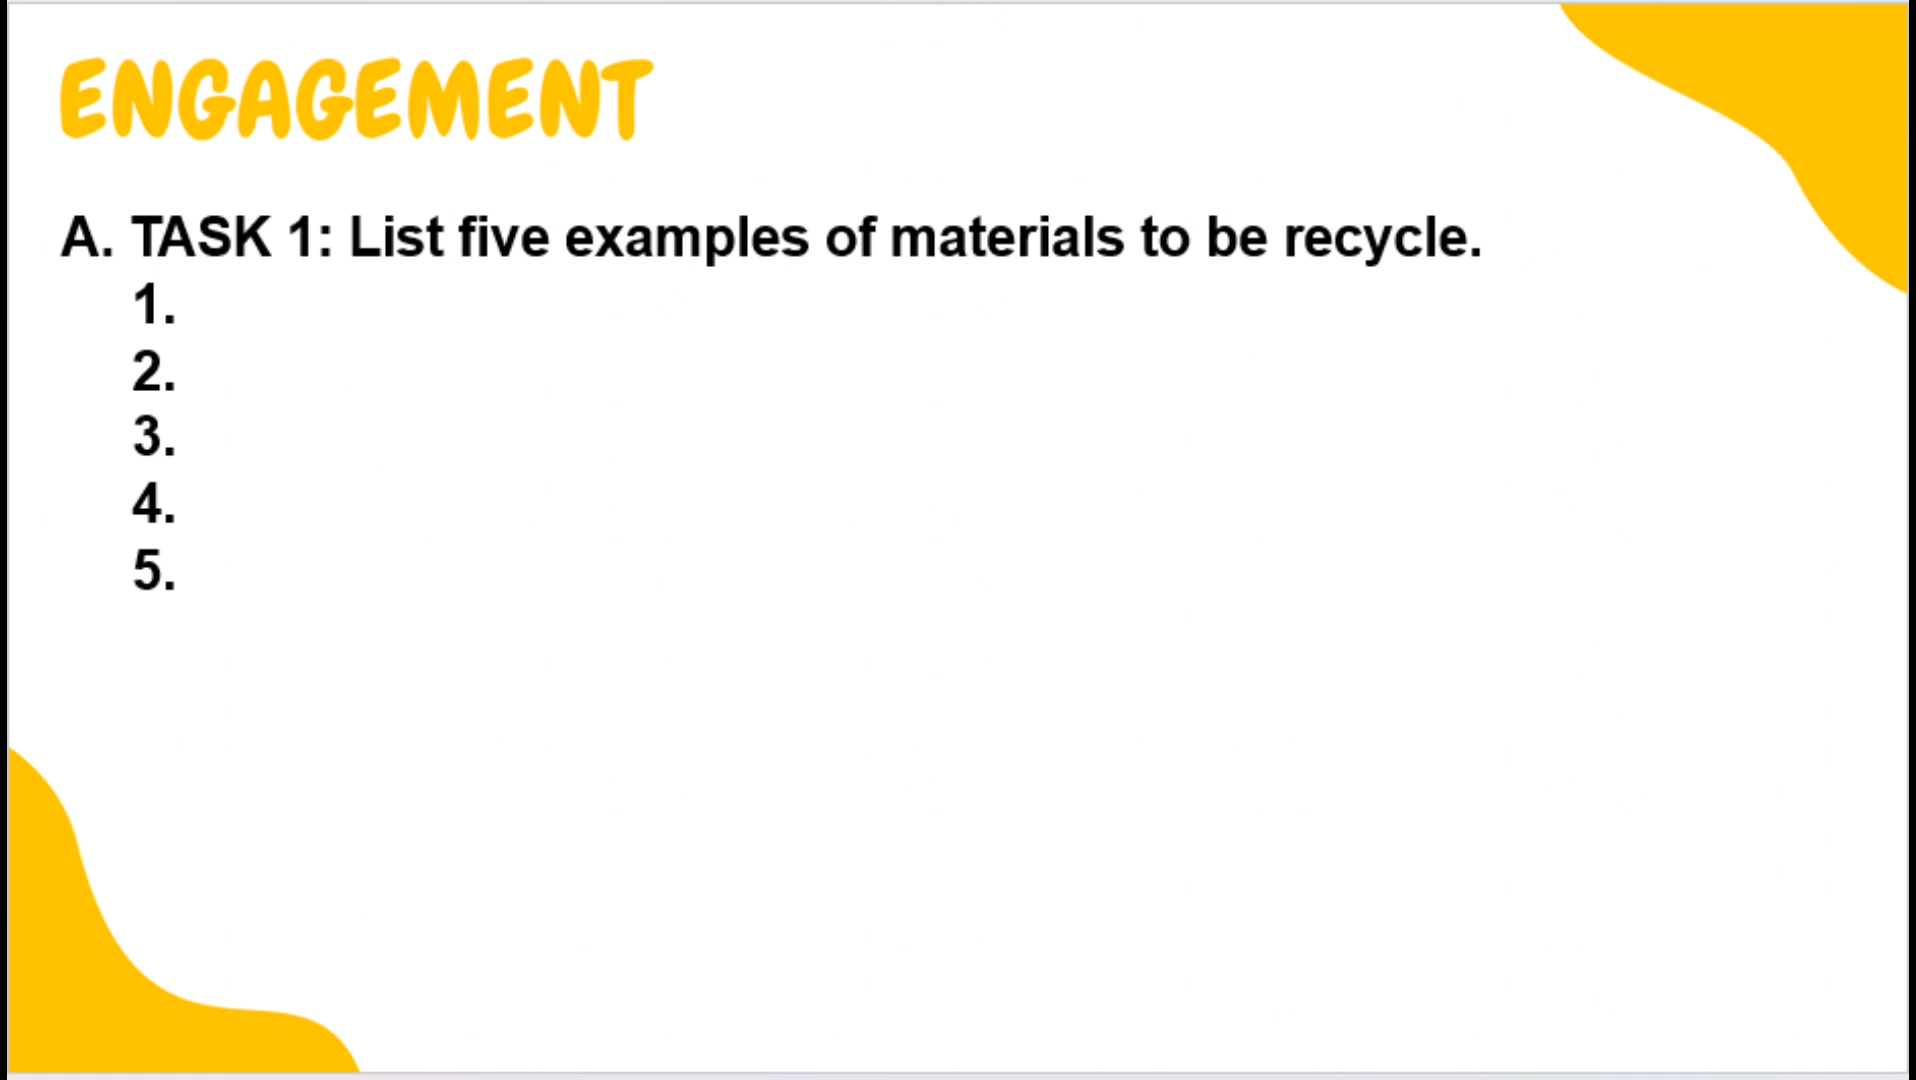 ENGAGEMENT
A. TASK 1: List five examples of materials to be recycle.
1.
2.
3.
4.
5.